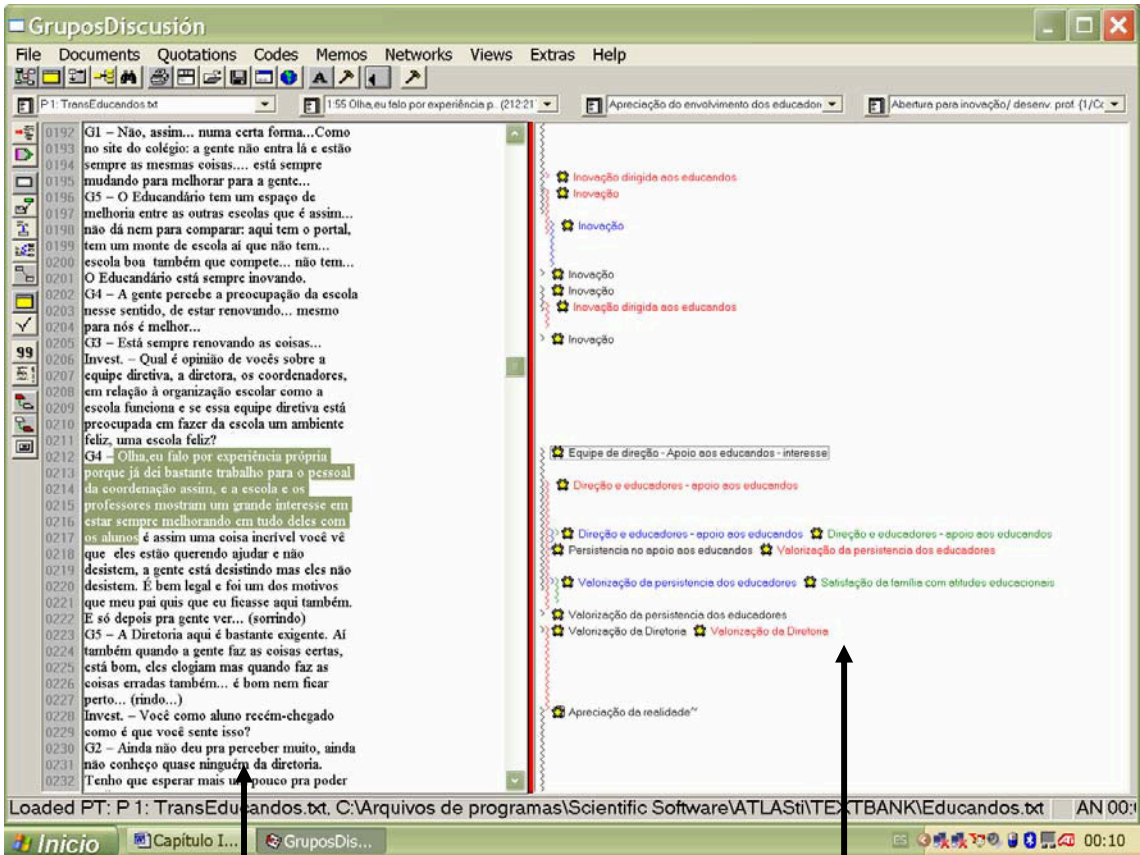 GruposDiscusión
File Documents Quotations Codes Memos Networks Views Extras Help
P 1: TransEducandos.txt 1:55 Olha,eu falo por experiência p.. (212:21 Apreciação do envolvimento dos educador Abertura para inovação/ desenv. prof. {1/Co
0192 G1 – Não, assim... numa certa forma...Como
0193 no site do colégio: a gente não entra lá e estão
0194 sempre as mesmas coisas.... está sempre
0195 mudando para melhorar para a gente...
0196 G5 – O Educandário tem um espaço de
0197 melhoria entre as outras escolas que é assim...
0198 não dá nem para comparar: aqui tem o portal,
0199 tem um monte de escola aí que não tem...
0200 escola boa também que compete... não tem...
0201 O Educandário está sempre inovando.
0202 G4 – A gente percebe a preocupação da escola
0203 nesse sentido, de estar renovando... mesmo
0204 para nós é melhor...
0205 G3 – Está sempre renovando as coisas...
0206 Invest. – Qual é opinião de vocês sobre a
0207 equipe diretiva, a diretora, os coordenadores,
0208 em relação à organização escolar como a
0209 escola funciona e se essa equipe diretiva está
0210 preocupada em fazer da escola um ambiente
0211 feliz, uma escola feliz?
0212 G4 – Olha,eu falo por experiência própria
0213 porque já dei bastante trabalho para o pessoal
0214 da coordenação assim, e a escola e os
0215 professores mostram um grande interesse em
0216 estar sempre melhorando em tudo deles com
0217 os alunos é assim uma coisa incrível você vê
0218 que eles estão querendo ajudar e não
0219 desistem, a gente está desistindo mas eles não
0220 desistem. É bem legal e foi um dos motivos
0221 que meu pai quis que eu ficasse aqui também.
0222 E só depois pra gente ver... (sorrindo)
0223 G5 – A Diretoria aqui é bastante exigente. Aí
0224 também quando a gente faz as coisas certas,
0225 está bom, eles elogiam mas quando faz as
0226 coisas erradas também... é bom nem ficar
0227 perto... (rindo...)
0228 Invest. – Você como aluno recém-chegado
0229 como é que você sente isso?
0230 G2 – Ainda não deu pra perceber muito, ainda
0231 não conheço quase ninguém da diretoria.
0232 Tenho que esperar mais um pouco pra poder
Inovação dirigida aos educandos
Inovação
Inovação
Inovação
Inovação
Inovação dirigida aos educandos
Inovação
Equipe de direção - Apoio aos educandos - interesse
Direção e educadores - apoio aos educandos
Direção e educadores - apoio aos educandos Direção e educadores - apoio aos educandos
Persistencia no apoio aos educandos Valorização da persistencia dos educadores
Valorização da persistencia dos educadores Satisfação da família com atitudes educacionais
Valorização da persistencia dos educadores
Valorização da Diretoria Valorização da Diretoria
Apreciação da realidade~
99
Loaded PT: P 1: TransEducandos.txt, C:\Arquivos de programas\Scientific Software\ATLASti\TEXTBANK\Educandos.txt AN 00:
Inicio Capítulo I... GruposDis... ES 00:10